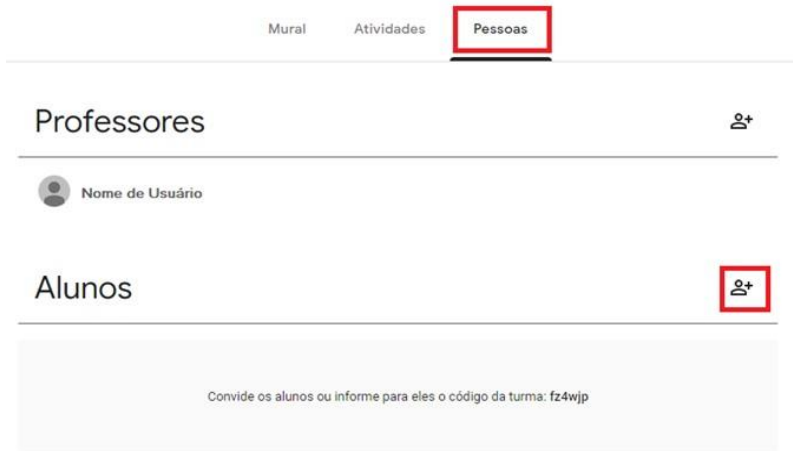 Mural Atividades Pessoas
Professores
Nome de Usuário
Alunos
Convide os alunos ou informe para eles o código da turma: fz4wjp